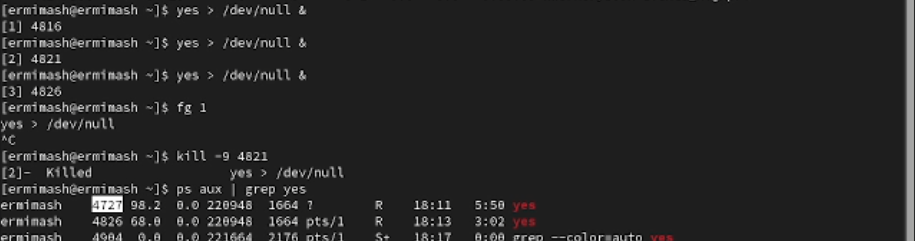 [ermimash@ermimash ~]$ yes > /dev/null &
[1] 4816
[ermimash@ermimash ~]$ yes > /dev/null &
[2] 4821
[ermimash@ermimash ~]$ yes > /dev/null &
[3] 4826
[ermimash@ermimash ~]$ fg 1
yes > /dev/null
^C
[ermimash@ermimash ~]$ kill -9 4821
[2]-  Killed                  yes > /dev/null
[ermimash@ermimash ~]$ ps aux | grep yes
ermimash    4727 98.2  0.0 220948  1664 ?        R    18:11   5:50 yes
ermimash    4826 68.0  0.0 220948  1664 pts/1    R    18:13   3:02 yes
ermimash    4904  0.0  0.0 221664  2176 pts/1    S+   18:17   0:00 grep --color=auto yes